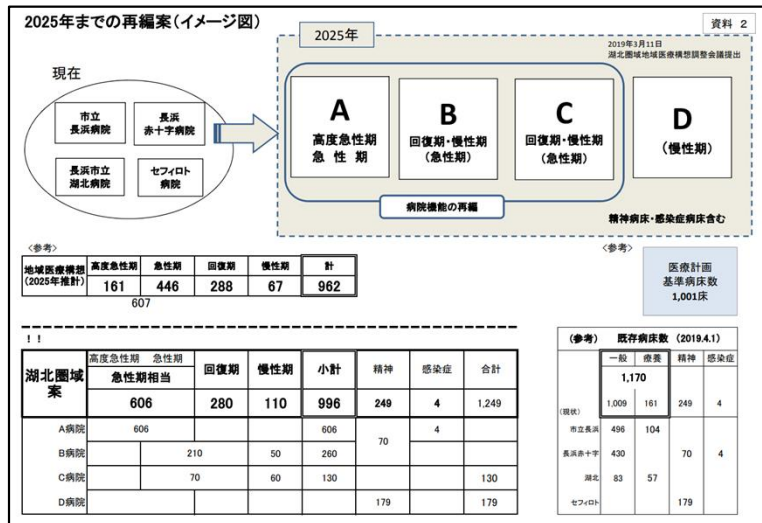 2025年までの再編案(イメージ図)
資料 2
2025年
2019年3月11日
湖北圏域地域医療構想調整会議提出
現在
市立
長浜病院
長浜
赤十字病院
長浜市立
湖北病院
セフィロト
病院
A
高度急性期
急 性 期
B
回復期・慢性期
(急性期)
C
回復期・慢性期
(急性期)
D
(慢性期)
病院機能の再編
精神病床・感染症病床含む
<参考>
地域医療構想
(2025年推計)
高度急性期 急性期 回復期 慢性期 計
161 446 288 67 962
607
<参考>
医療計画
基準病床数
1,001床
!!
湖北圏域
案
高度急性期 急性期
急性期相当 回復期 慢性期 小計 精神 感染症 合計
606 280 110 996 249 4 1,249
A病院 606 606 70 4
B病院 210 50 260
C病院 70 60 130 130
D病院 179 179
(参考) 既存病床数 (2019.4.1)
一般 療養 精神 感染症
1,170
(現状) 1,009 161 249 4
市立長浜 496 104
長浜赤十字 430 70 4
湖北 83 57
セフィロト 179